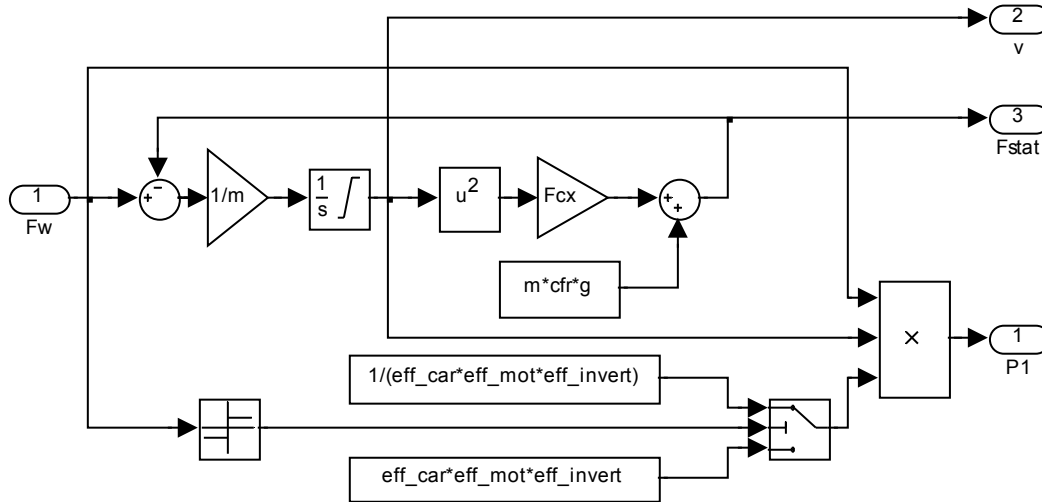 2
v
3
Fstat
1
Fw
+
−
1/m
1
s
u2
Fcx
+
+
m*cfr*g
×
1
P1
1/(eff_car*eff_mot*eff_invert)
eff_car*eff_mot*eff_invert